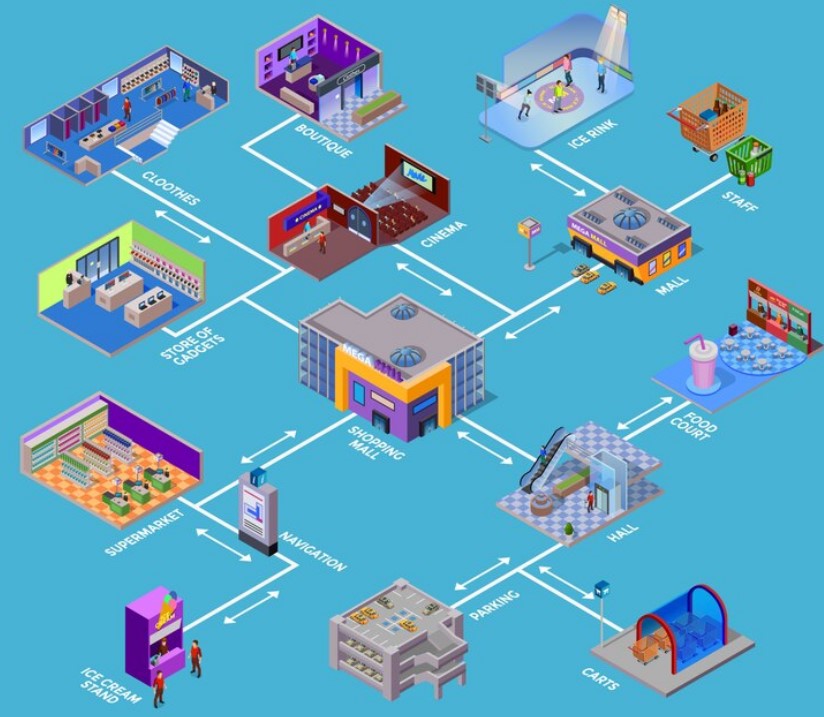 BOUTIQUE
ICE RINK
CLOOTHES
STAFF
CINEMA
CINEMA
MEGA MALL
MALL
STORE OF
GADGETS
MEGA MALL
FOOD
COURT
SHOPPING
MALL
SUPERMARKET
NAVIGATION
HALL
PARKING
ICE CREAM
STAND
CARTS